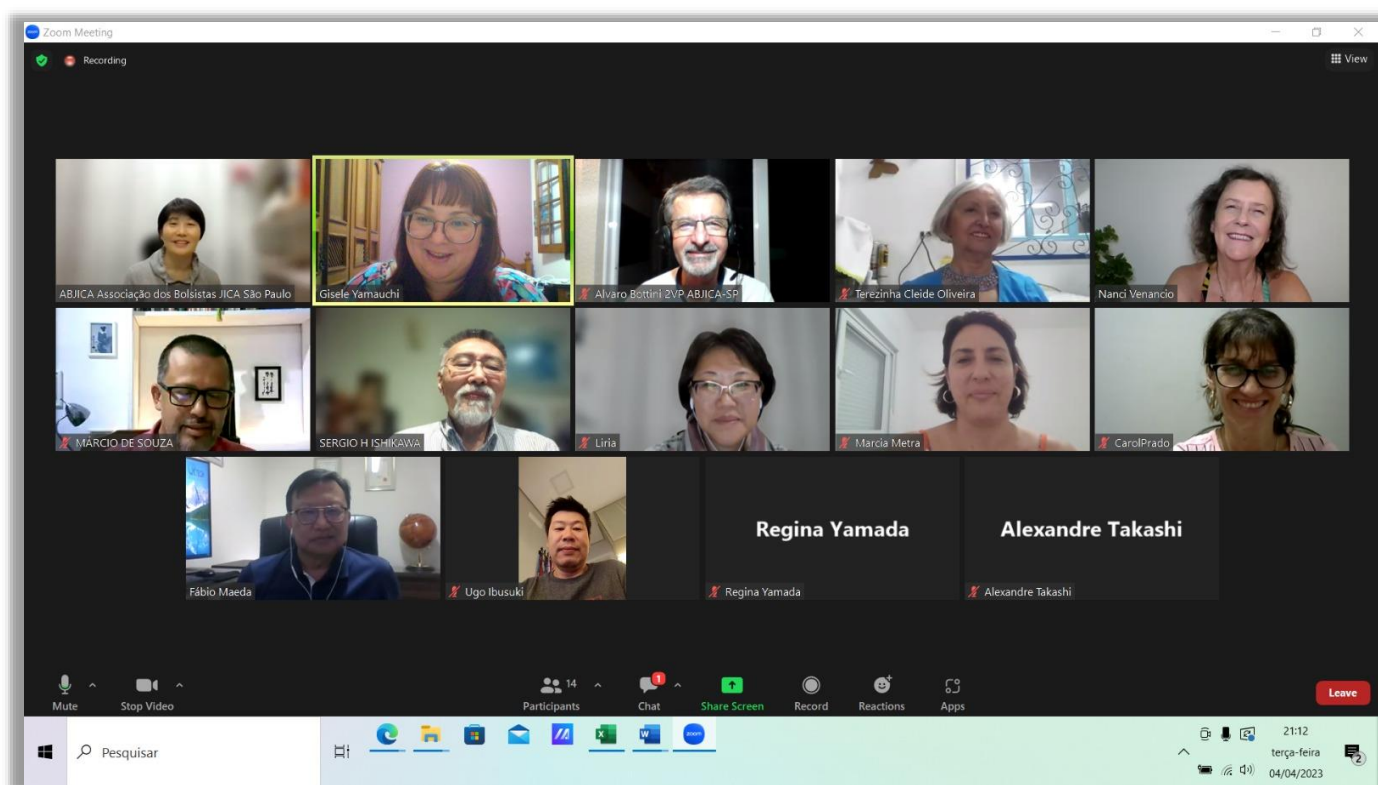 Zoom Meeting
Recording
View
ABJICA Associação dos Bolsistas JICA São Paulo
Gisele Yamauchi
Alvaro Bottini 2VP ABJICA-SP
Terezinha Cleide Oliveira
Nanci Venancio
MÁRCIO DE SOUZA
SERGIO H ISHIKAWA
Liria
Marcia Metra
CarolPrado
Fábio Maeda
Ugo Ibusuki
Regina Yamada
Regina Yamada
Alexandre Takashi
Alexandre Takashi
Mute
Stop Video
14
Participants
1
Chat
Share Screen
Record
Reactions
Apps
Leave
Pesquisar
zoom
21:12
terça-feira
04/04/2023
2